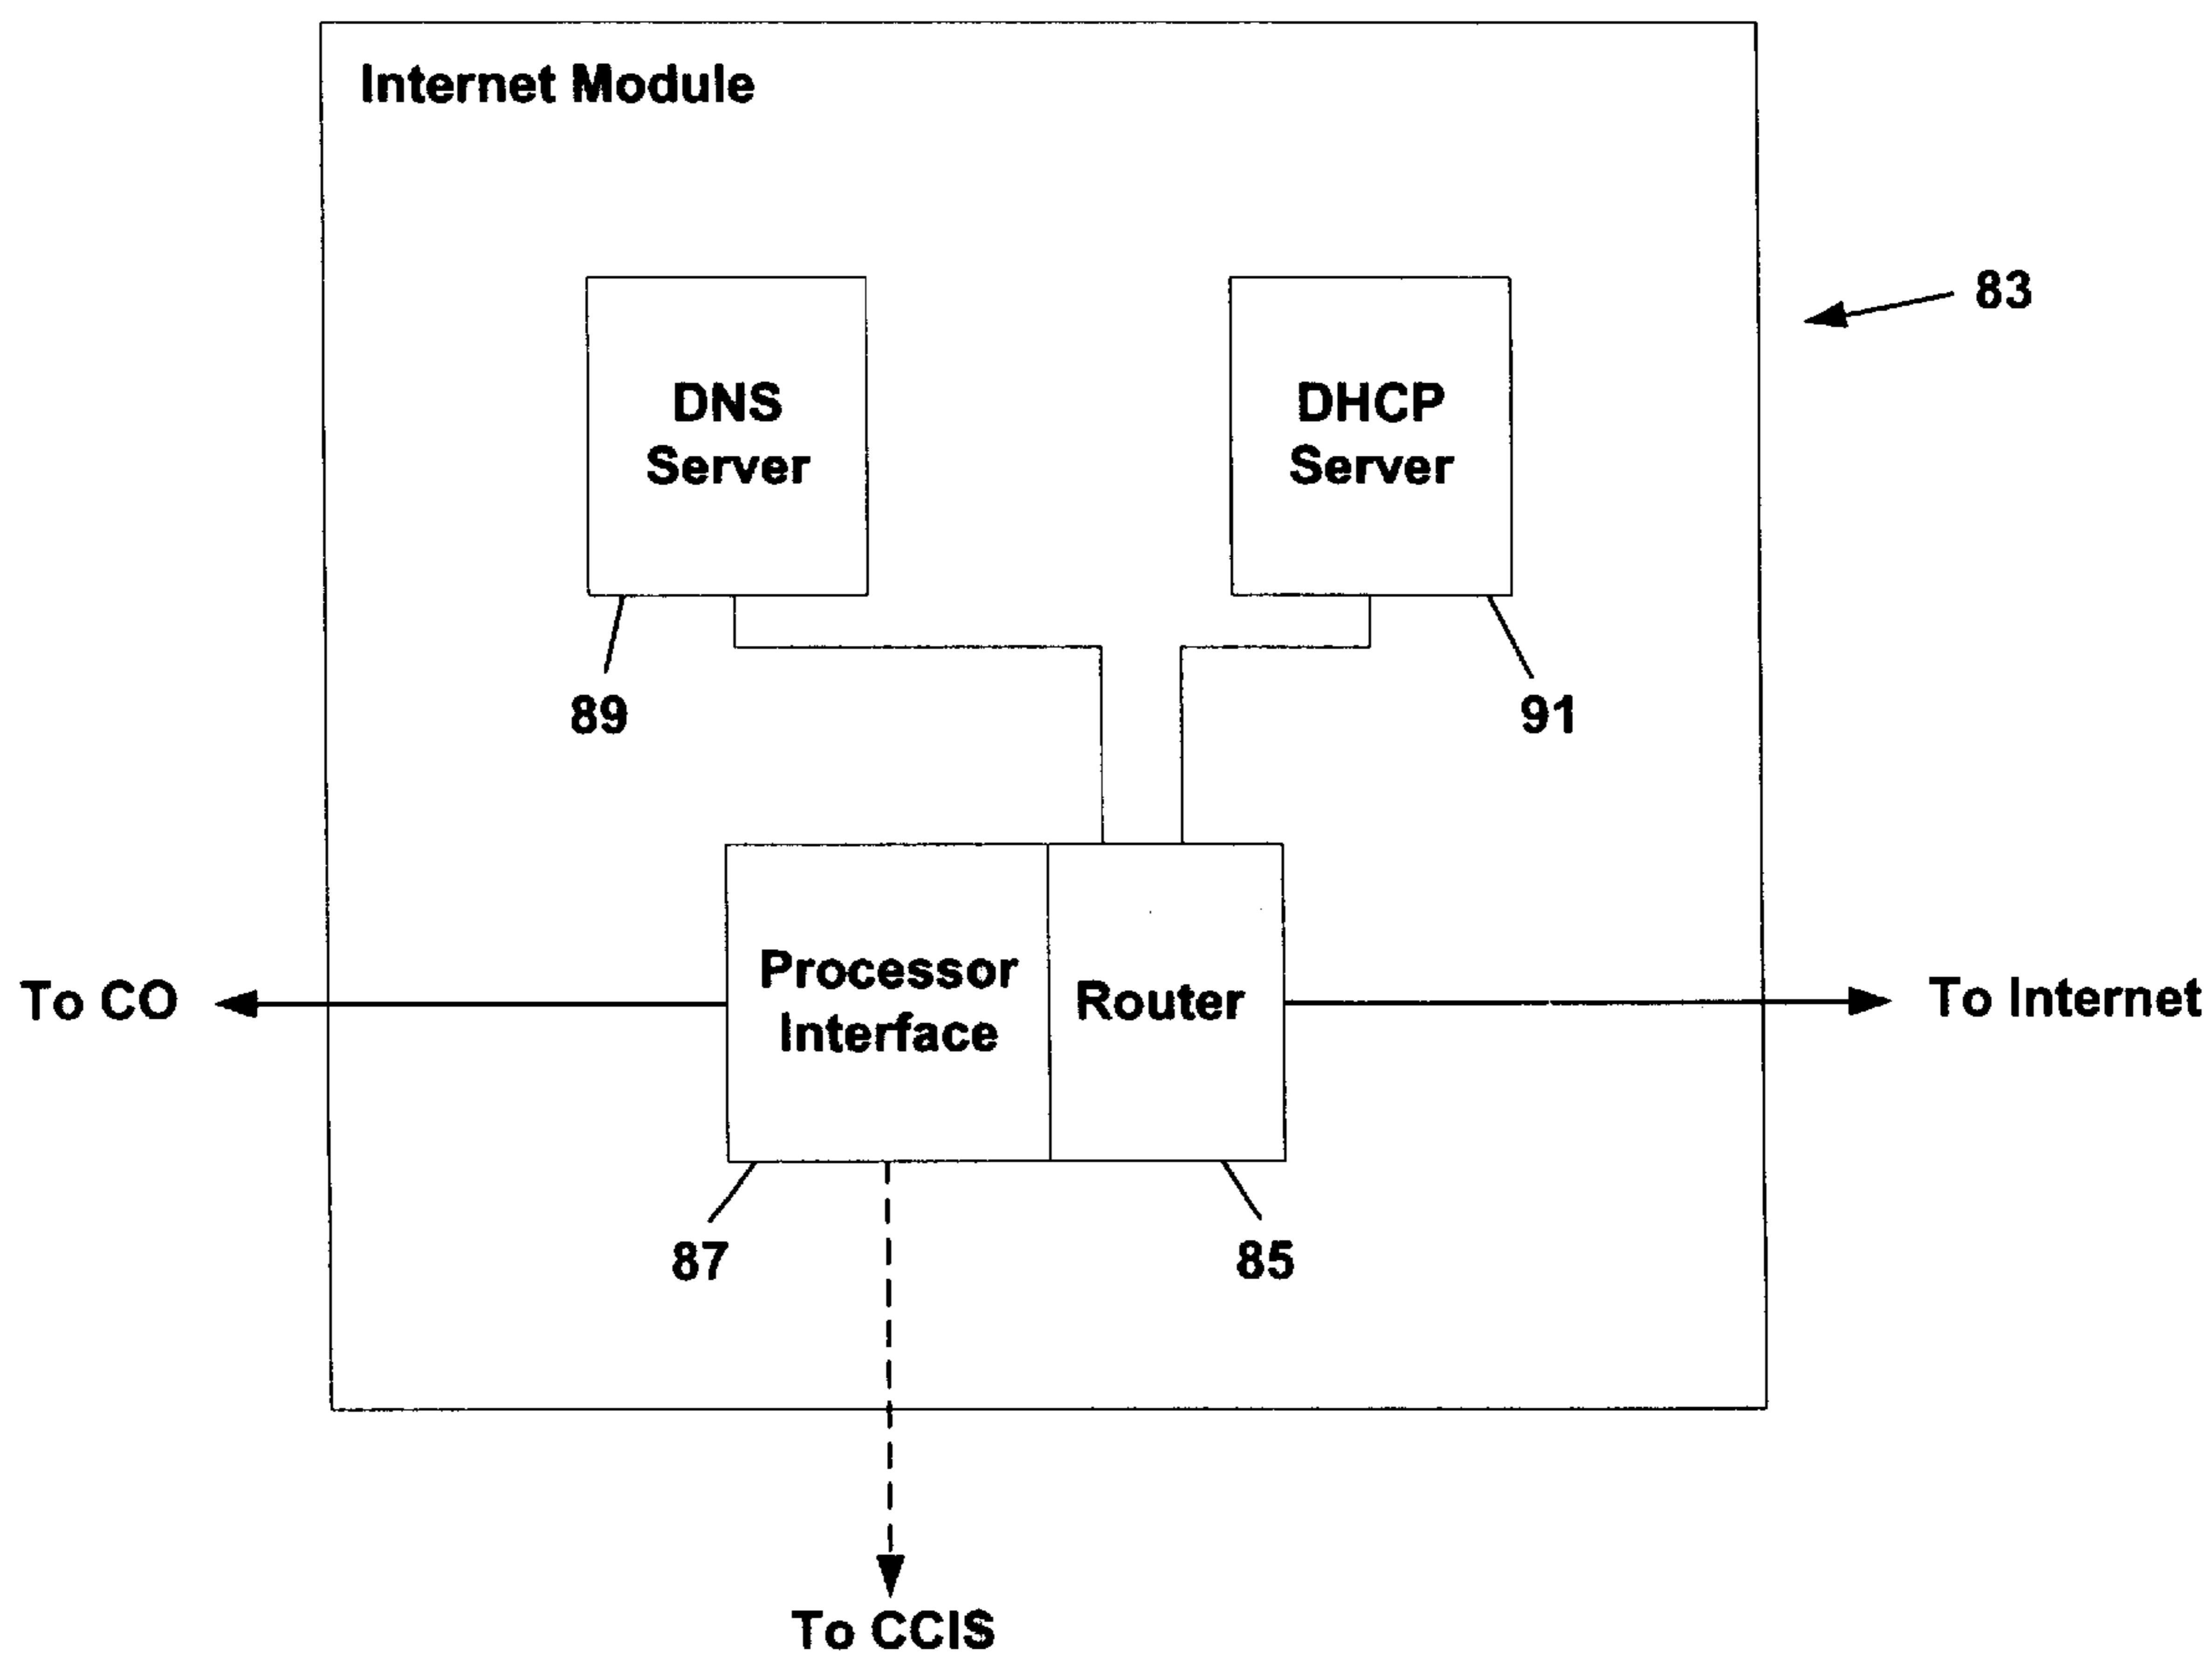 Internet Module
83
DNS
Server
DHCP
Server
89
91
To CO
Processor
Interface
Router
To Internet
87
85
To CCIS